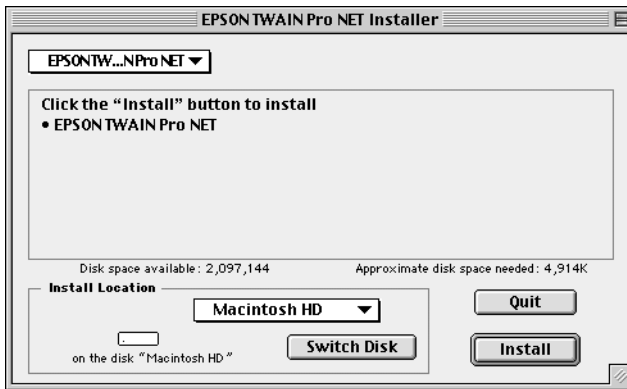 EPSON TWAIN Pro NET Installer
EPSONTW...NPro NET
Click the “Install” button to install
• EPSON TWAIN Pro NET
Disk space available: 2,097,144
Approximate disk space needed: 4,914K
Install Location
Macintosh HD
Quit
on the disk “Macintosh HD”
Switch Disk
Install